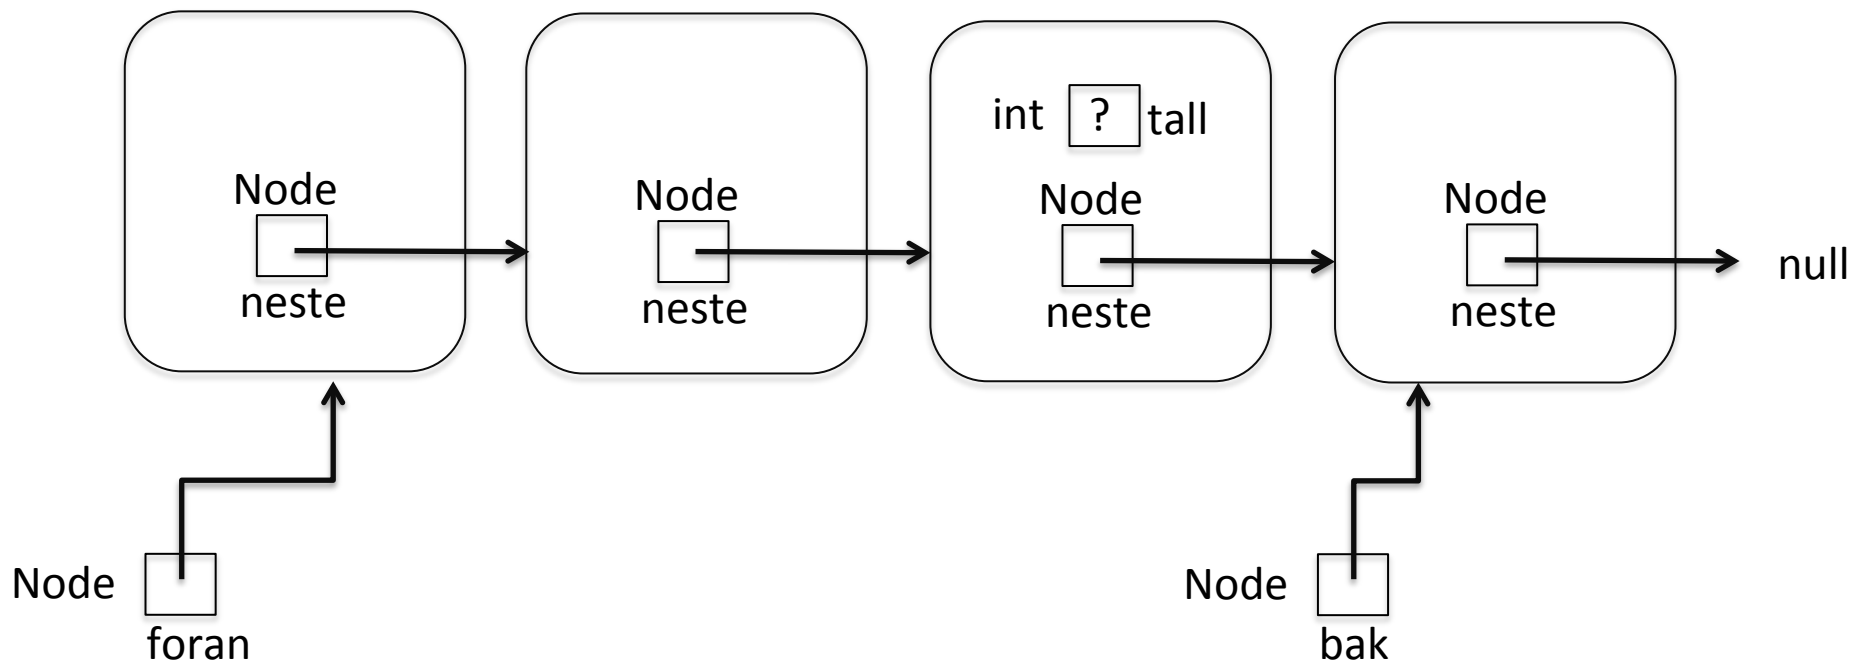 int ? tall
Node
neste
Node
neste
Node
neste
Node
neste
null
Node
foran
Node
bak